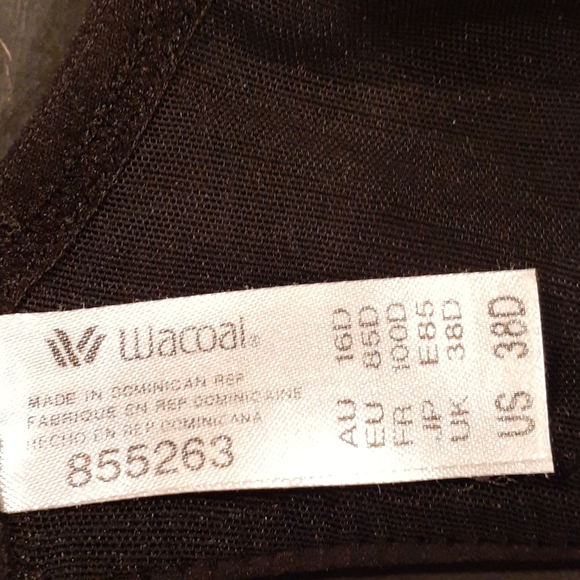 Wacoal®
MADE IN DOMINICAN REP
FABRIQUE EN REP DOMINICAINE
HECHO EN REP DOMINICANA
855263
AU 16D
EU 85D
FR 100D
JP E85
UK 38D
US 38D